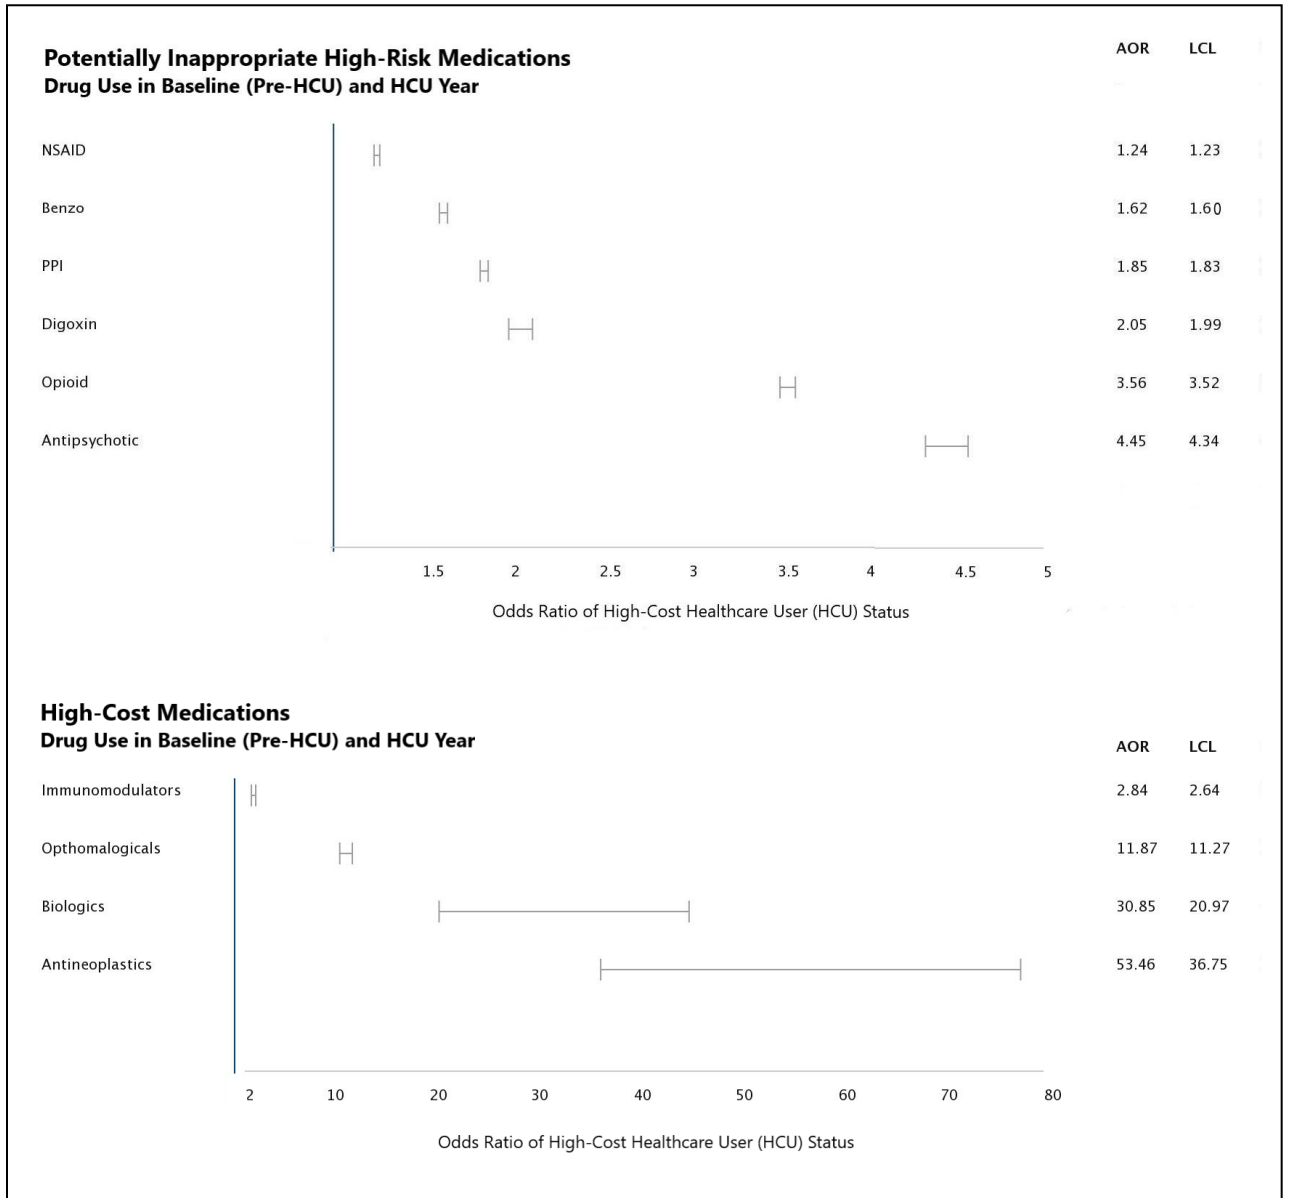 Potentially Inappropriate High-Risk Medications
Drug Use in Baseline (Pre-HCU) and HCU Year
AOR LCL
NSAID 1.24 1.23
Benzo 1.62 1.60
PPI 1.85 1.83
Digoxin 2.05 1.99
Opioid 3.56 3.52
Antipsychotic 4.45 4.34
1.5 2 2.5 3 3.5 4 4.5 5
Odds Ratio of High-Cost Healthcare User (HCU) Status
High-Cost Medications
Drug Use in Baseline (Pre-HCU) and HCU Year
AOR LCL
Immunomodulators 2.84 2.64
Opthomalogicals 11.87 11.27
Biologics 30.85 20.97
Antineoplastics 53.46 36.75
2 10 20 30 40 50 60 70 80
Odds Ratio of High-Cost Healthcare User (HCU) Status